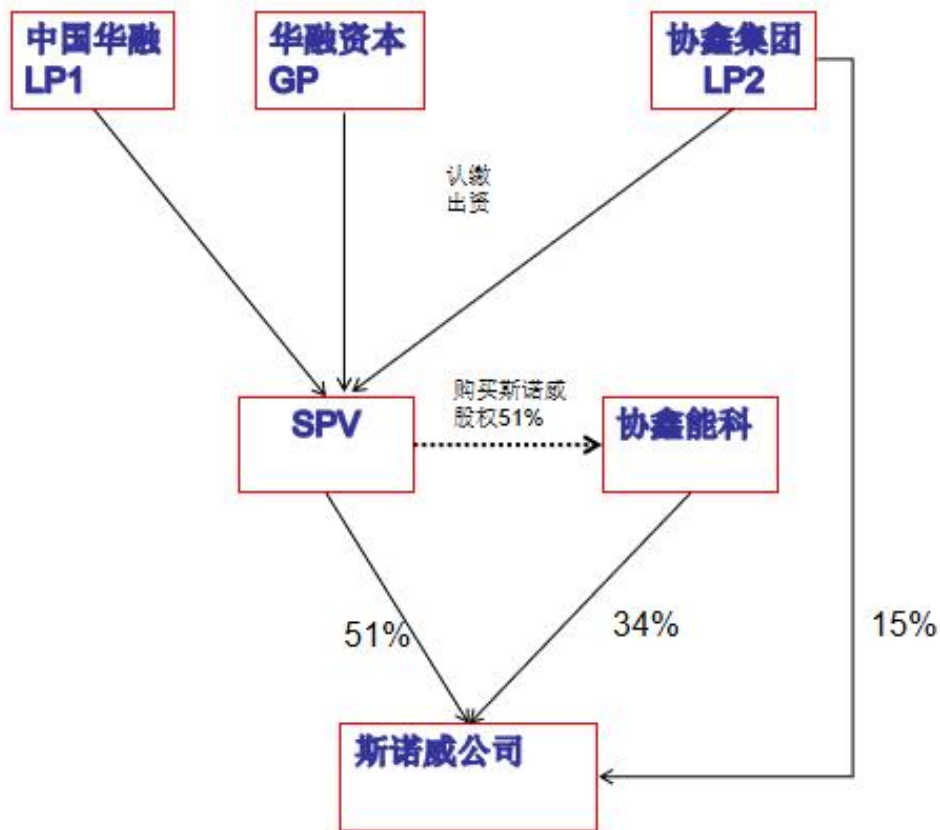 中国华融
LP1
华融资本
GP
协鑫集团
LP2
认缴
出资
购买斯诺威
股权51%
SPV
协鑫能科
51%
34%
15%
斯诺威公司